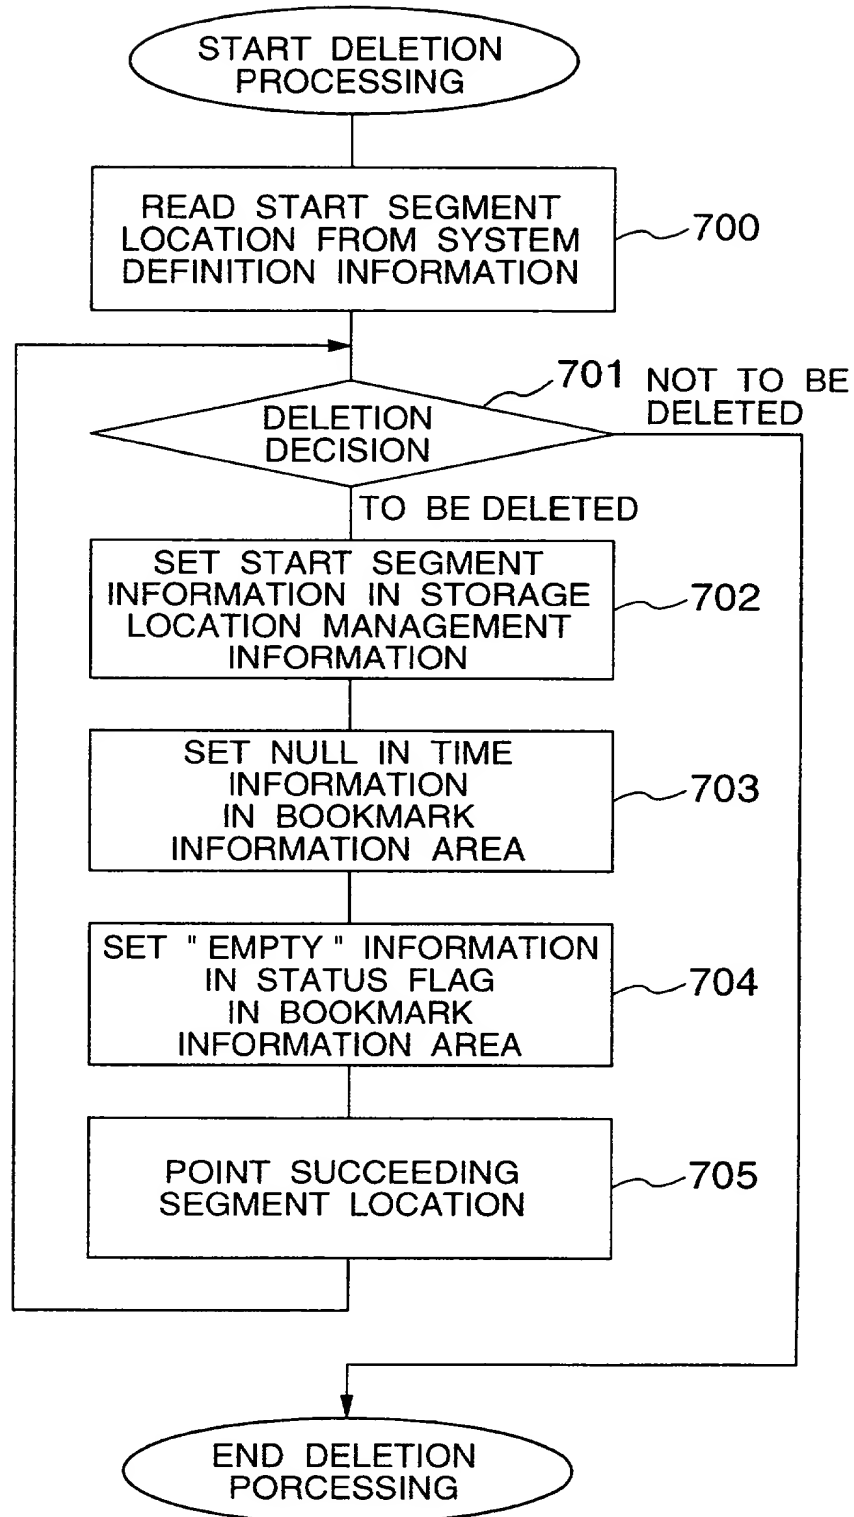 START DELETION
PROCESSING
READ START SEGMENT
LOCATION FROM SYSTEM
DEFINITION INFORMATION
700
701
NOT TO BE
DELETED
DELETION
DECISION
TO BE DELETED
SET START SEGMENT
INFORMATION IN STORAGE
LOCATION MANAGEMENT
INFORMATION
702
SET NULL IN TIME
INFORMATION
IN BOOKMARK
INFORMATION AREA
703
SET "EMPTY" INFORMATION
IN STATUS FLAG
IN BOOKMARK
INFORMATION AREA
704
POINT SUCCEEDING
SEGMENT LOCATION
705
END DELETION
PORCESSING